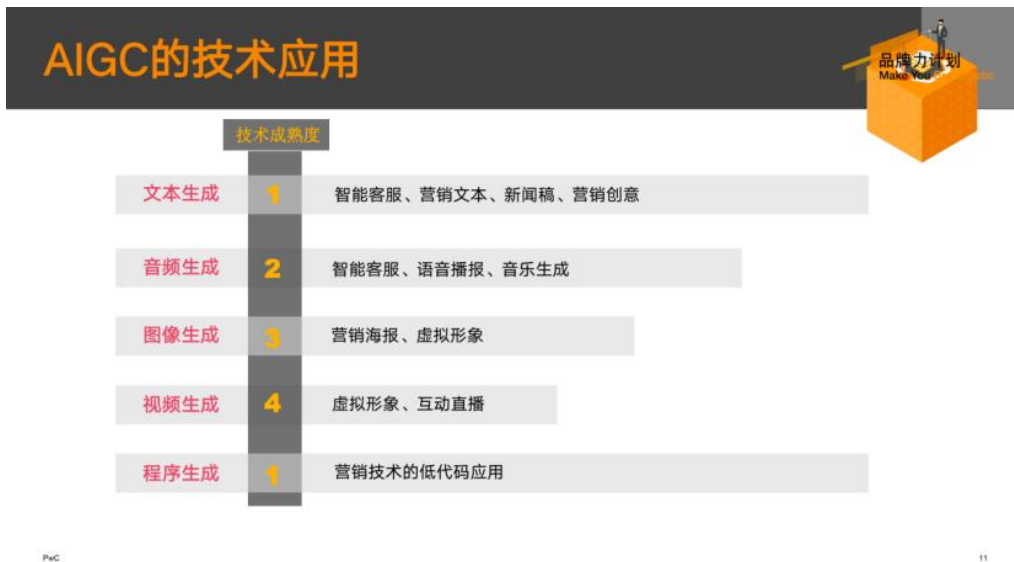 AIGC的技术应用
品牌力计划
Make You
技术成熟度
文本生成 1 智能客服、营销文本、新闻稿、营销创意
音频生成 2 智能客服、语音播报、音乐生成
图像生成 3 营销海报、虚拟形象
视频生成 4 虚拟形象、互动直播
程序生成 1 营销技术的低代码应用
PwC 11